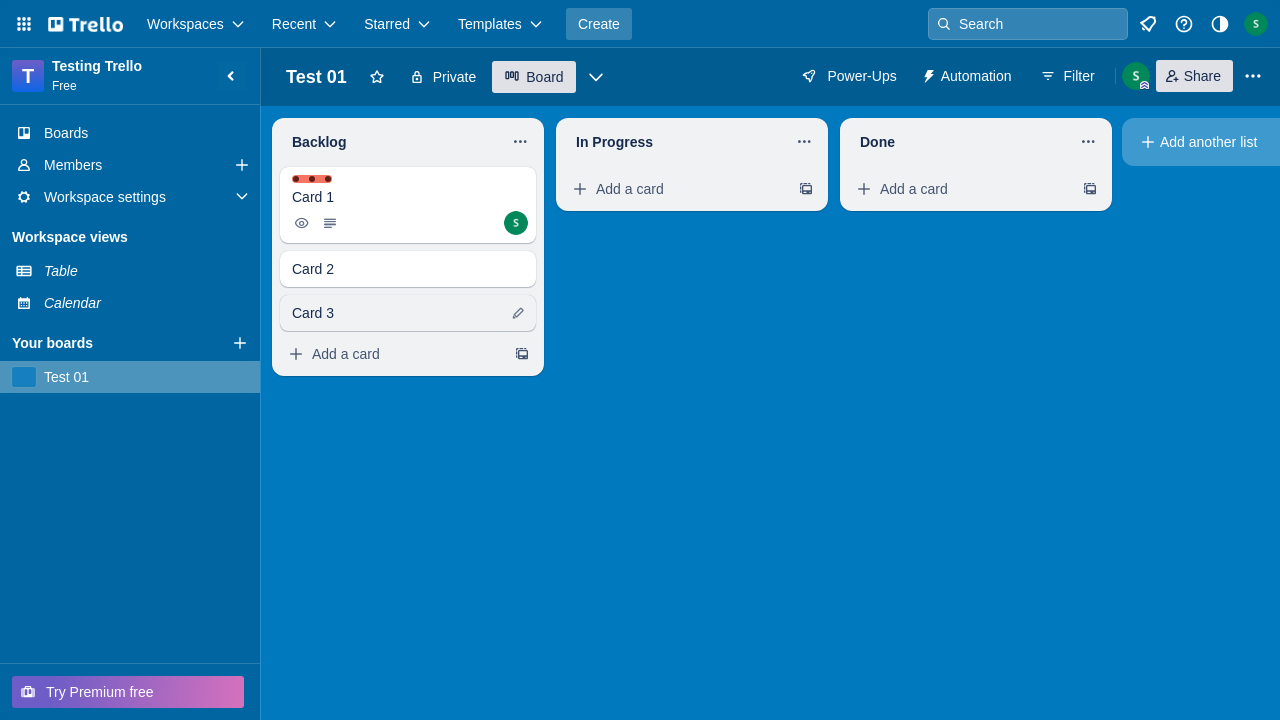 Trello Workspaces Recent Starred Templates Create Search S
T Testing Trello
Free
Test 01 Private Board Power-Ups Automation Filter S Share
Boards
Members
Workspace settings
Workspace views
Table
Calendar
Your boards
Test 01
Try Premium free
Backlog
Card 1
S
Card 2
Card 3
Add a card
In Progress
Add a card
Done
Add a card
Add another list